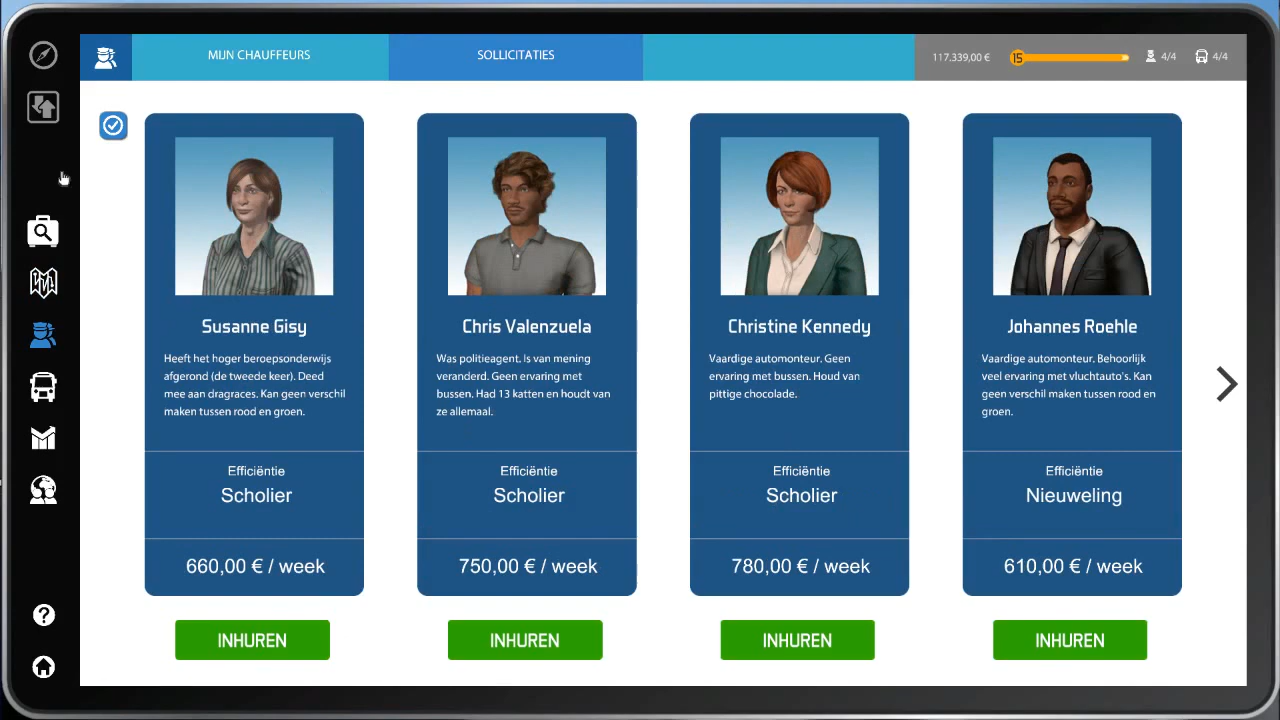 MIJN CHAUFFEURS
SOLLICITATIES
117.339,00 €
15
4/4
4/4
Susanne Gisy
Heeft het hoger beroepsonderwijs
afgerond (de tweede keer). Deed
mee aan dragraces. Kan geen verschil
maken tussen rood en groen.
Efficiëntie
Scholier
660,00 € / week
INHUREN
Chris Valenzuela
Was politieagent. Is van mening
veranderd. Geen ervaring met
bussen. Had 13 katten en houdt van
ze allemaal.
Efficiëntie
Scholier
750,00 € / week
INHUREN
Christine Kennedy
Vaardige automonteur. Geen
ervaring met bussen. Houd van
pittige chocolade.
Efficiëntie
Scholier
780,00 € / week
INHUREN
Johannes Roehle
Vaardige automonteur. Behoorlijk
veel ervaring met vluchtauto's. Kan
geen verschil maken tussen rood en
groen.
Efficiëntie
Nieuweling
610,00 € / week
INHUREN
?